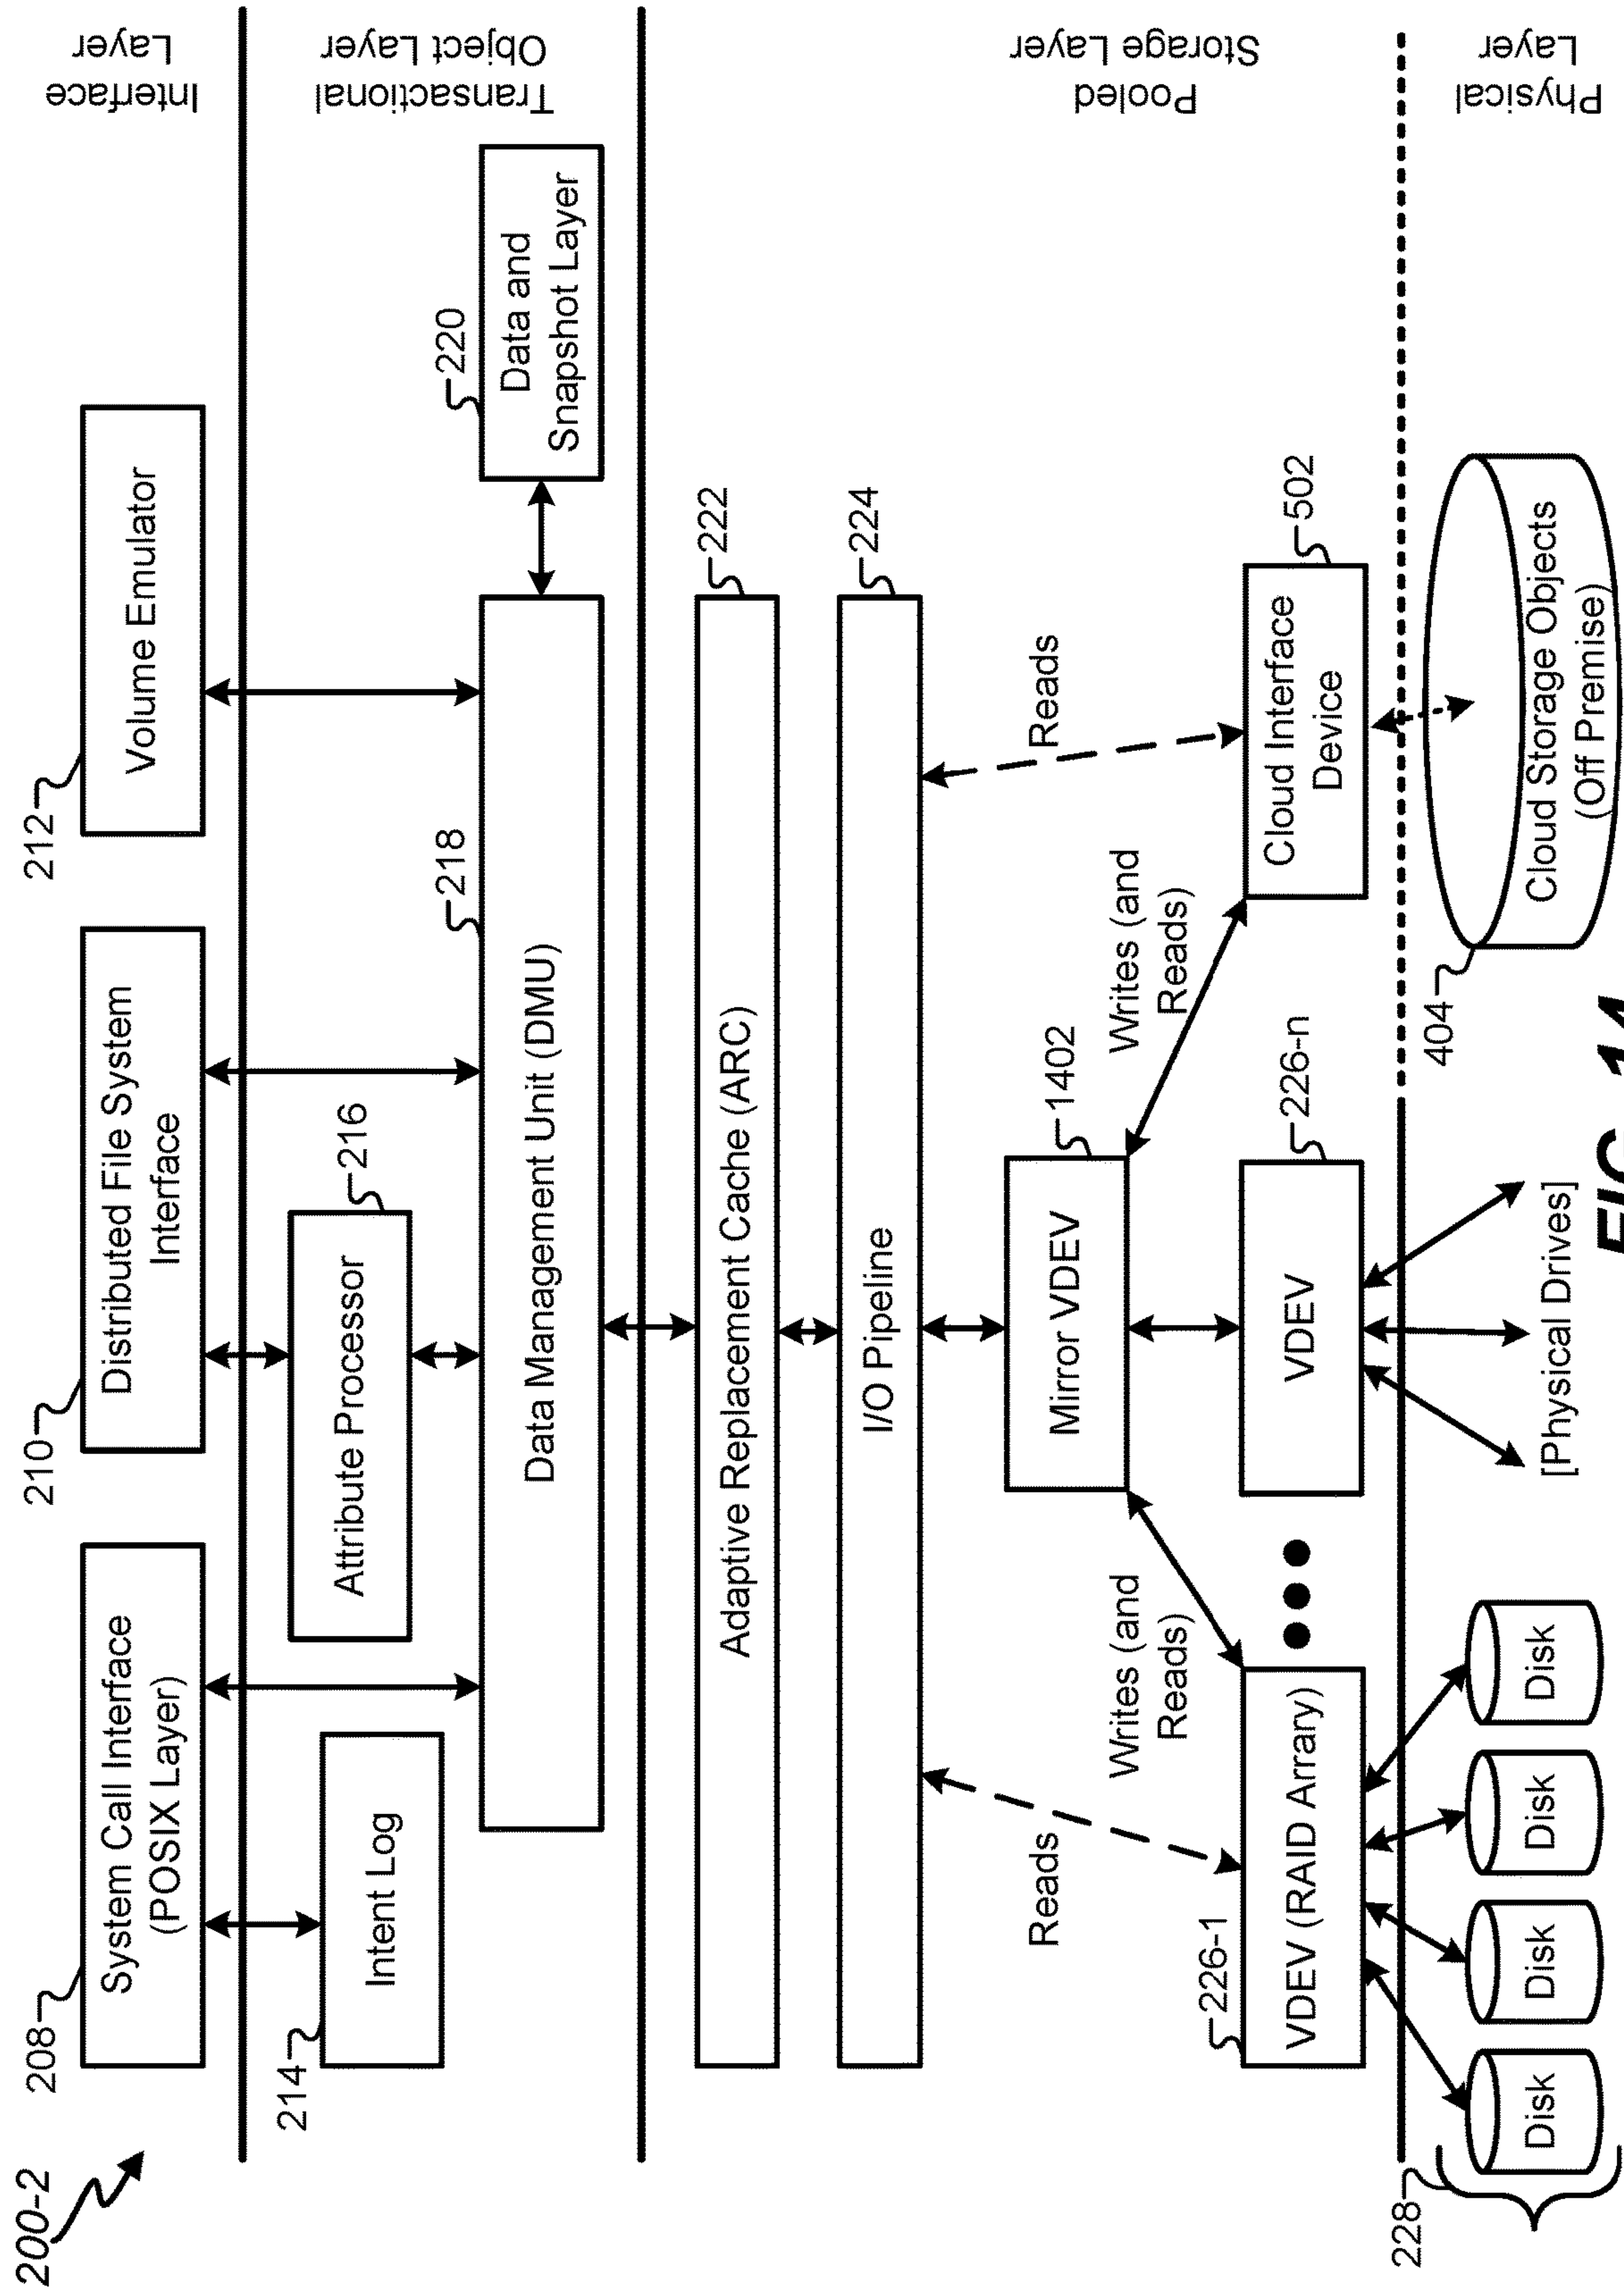 200-2
208
System Call Interface
(POSIX Layer)
210
Distributed File System
Interface
212
Volume Emulator
Interface
Layer
214
Intent Log
Attribute Processor
216
218
Data Management Unit (DMU)
220
Data and
Snapshot Layer
Transactional
Object Layer
Adaptive Replacement Cache (ARC)
222
I/O Pipeline
224
Reads
Writes (and
Reads)
Mirror VDEV
1402
Writes (and
Reads)
Reads
Pooled
Storage Layer
226-1
VDEV (RAID Arrary)
VDEV
226-n
Cloud Interface
Device
502
228
Disk
Disk
Disk
Disk
[Physical Drives]
404
Cloud Storage Objects
(Off Premise)
Physical
Layer
FIG. 14